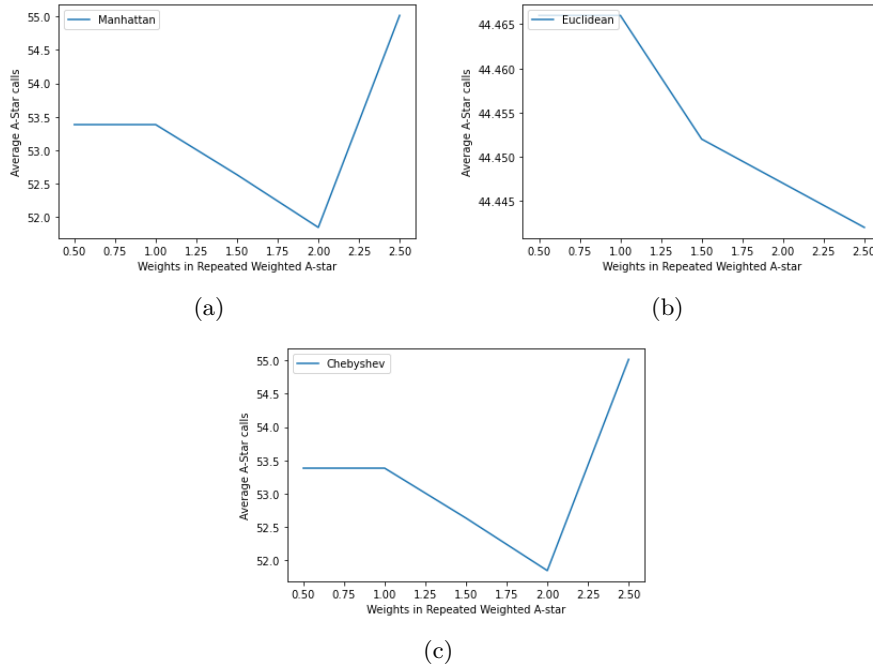 Manhattan
55.0
54.5
54.0
53.5
53.0
52.5
52.0
Average A-Star calls
0.50 0.75 1.00 1.25 1.50 1.75 2.00 2.25 2.50
Weights in Repeated Weighted A-star
(a)
Euclidean
44.465
44.460
44.455
44.450
44.445
Average A-Star calls
0.50 0.75 1.00 1.25 1.50 1.75 2.00 2.25 2.50
Weights in Repeated Weighted A-star
(b)
Chebyshev
55.0
54.5
54.0
53.5
53.0
52.5
52.0
Average A-Star calls
0.50 0.75 1.00 1.25 1.50 1.75 2.00 2.25 2.50
Weights in Repeated Weighted A-star
(c)